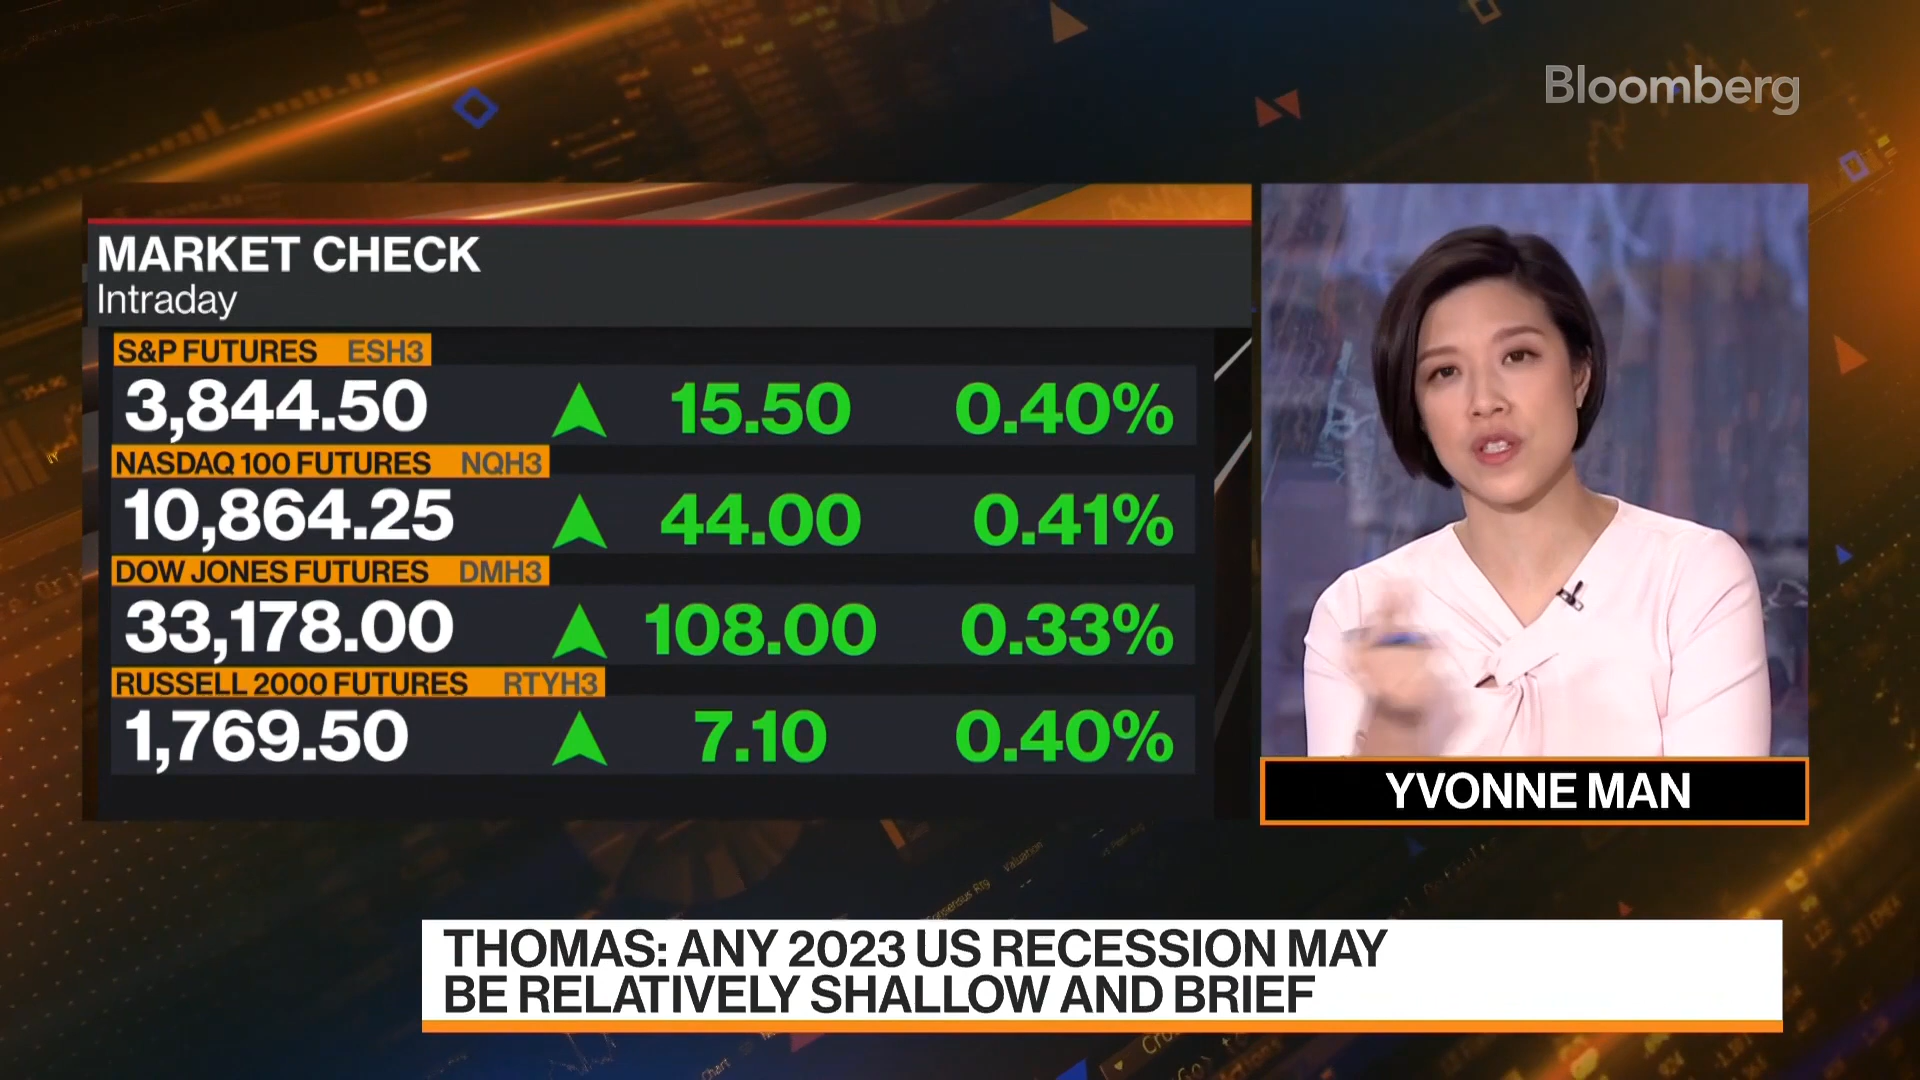 Bloomberg
MARKET CHECK
Intraday
S&P FUTURES ESH3
3,844.50 ▲ 15.50 0.40%
NASDAQ 100 FUTURES NQH3
10,864.25 ▲ 44.00 0.41%
DOW JONES FUTURES DMH3
33,178.00 ▲ 108.00 0.33%
RUSSELL 2000 FUTURES RTYH3
1,769.50 ▲ 7.10 0.40%
YVONNE MAN
Valuation
THOMAS: ANY 2023 US RECESSION MAY
BE RELATIVELY SHALLOW AND BRIEF